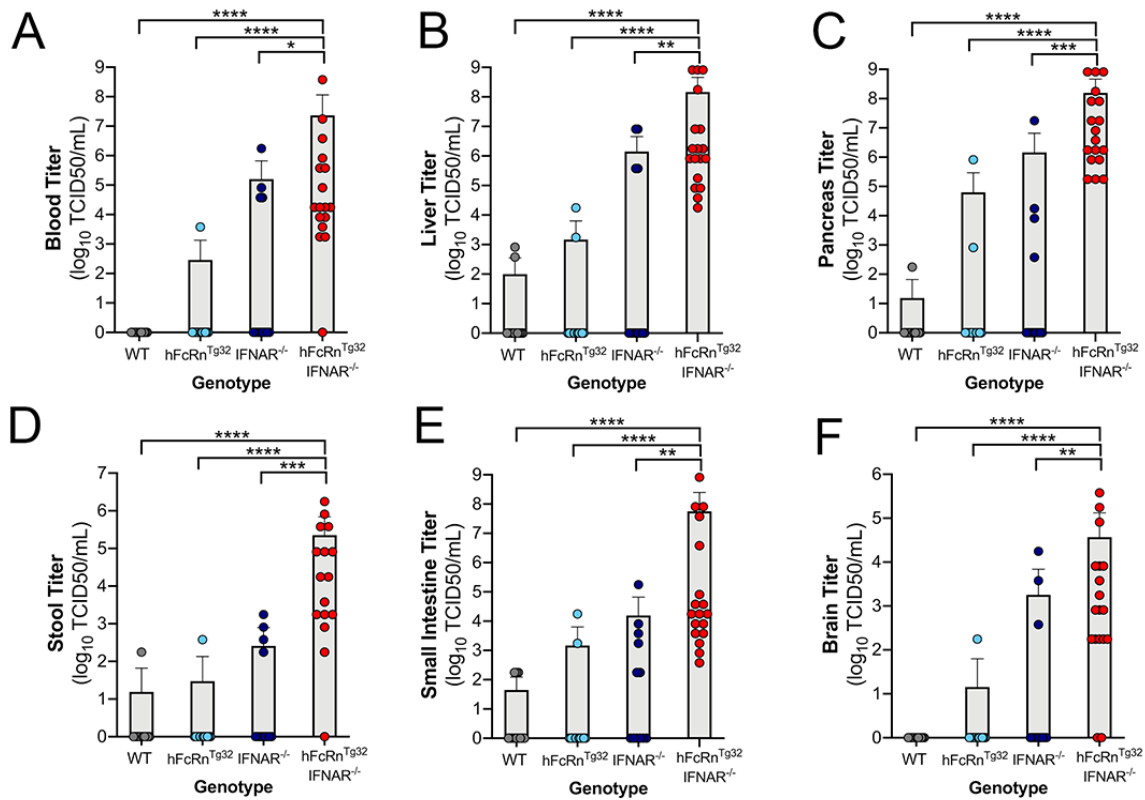 A
****
****
*
Blood Titer
(log10 TCID50/mL)
9
8
7
6
5
4
3
2
1
0
WT
hFcRnTg32
IFNAR-/-
hFcRnTg32
IFNAR-/-
Genotype
B
****
****
**
Liver Titer
(log10 TCID50/mL)
9
8
7
6
5
4
3
2
1
0
WT
hFcRnTg32
IFNAR-/-
hFcRnTg32
IFNAR-/-
Genotype
C
****
****
***
Pancreas Titer
(log10 TCID50/mL)
9
8
7
6
5
4
3
2
1
0
WT
hFcRnTg32
IFNAR-/-
hFcRnTg32
IFNAR-/-
Genotype
D
****
****
***
Stool Titer
(log10 TCID50/mL)
7
6
5
4
3
2
1
0
WT
hFcRnTg32
IFNAR-/-
hFcRnTg32
IFNAR-/-
Genotype
E
****
****
**
Small Intestine Titer
(log10 TCID50/mL)
9
8
7
6
5
4
3
2
1
0
WT
hFcRnTg32
IFNAR-/-
hFcRnTg32
IFNAR-/-
Genotype
F
****
****
**
Brain Titer
(log10 TCID50/mL)
6
5
4
3
2
1
0
WT
hFcRnTg32
IFNAR-/-
hFcRnTg32
IFNAR-/-
Genotype